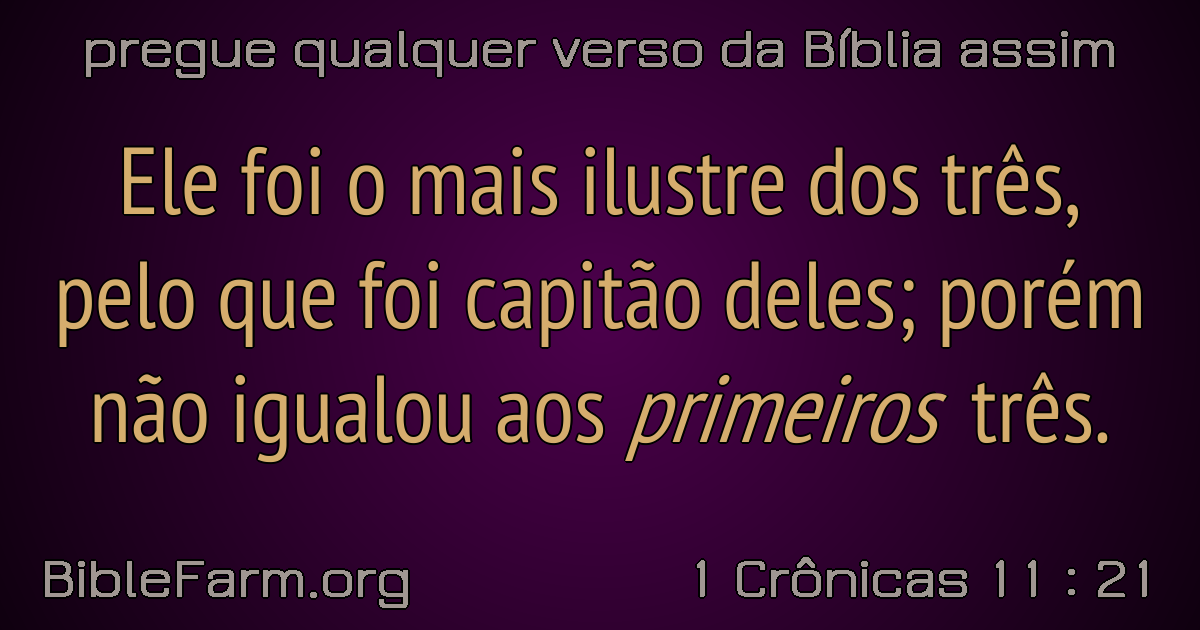 pregue qualquer verso da Bíblia assim
Ele foi o mais ilustre dos três,
pelo que foi capitão deles; porém
não igualou aos primeiros três.
BibleFarm.org
1 Crônicas 11 : 21